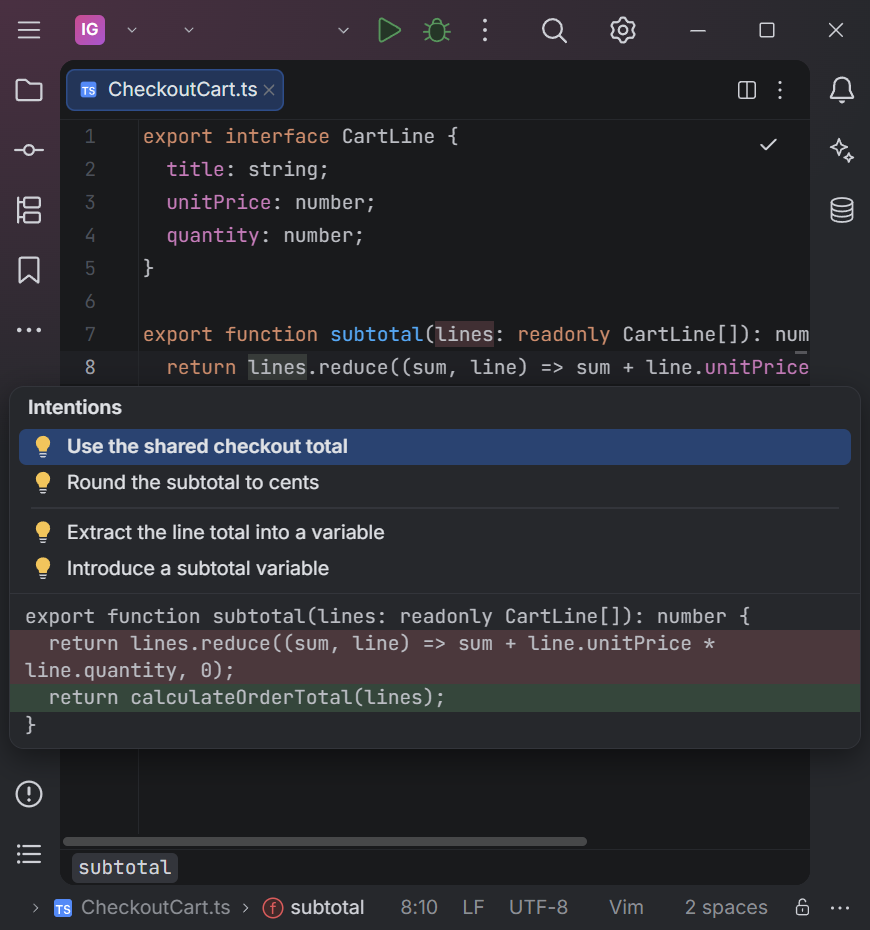 IG
TS CheckoutCart.ts
1 export interface CartLine {
2 title: string;
3 unitPrice: number;
4 quantity: number;
5 }
6
7 export function subtotal(lines: readonly CartLine[]): num
8 return lines.reduce((sum, line) => sum + line.unitPrice
Intentions
Use the shared checkout total
Round the subtotal to cents
Extract the line total into a variable
Introduce a subtotal variable
export function subtotal(lines: readonly CartLine[]): number {
return lines.reduce((sum, line) => sum + line.unitPrice *
line.quantity, 0);
return calculateOrderTotal(lines);
}
subtotal
TS CheckoutCart.ts f subtotal 8:10 LF UTF-8 Vim 2 spaces